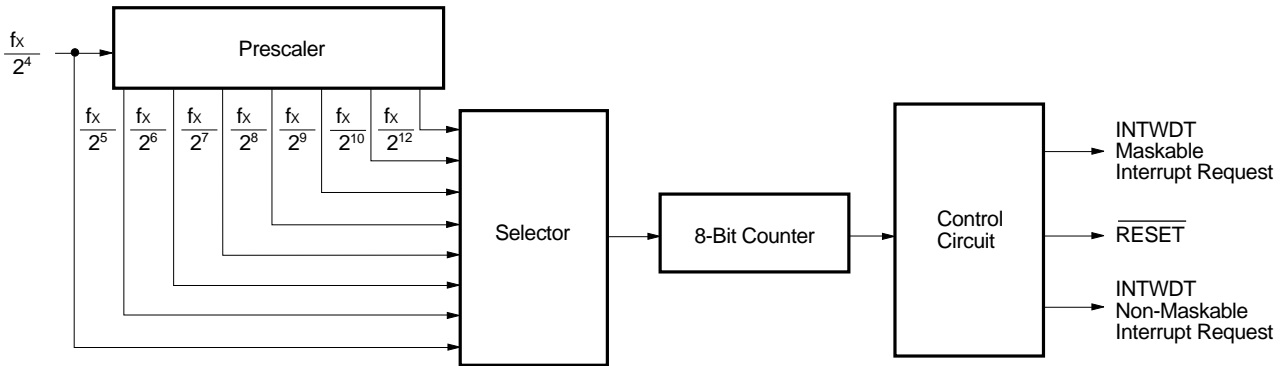 fx/2⁴
Prescaler
fx/2⁵ fx/2⁶ fx/2⁷ fx/2⁸ fx/2⁹ fx/2¹⁰ fx/2¹²
Selector
8-Bit Counter
Control
Circuit
INTWDT
Maskable
Interrupt Request
RESET
INTWDT
Non-Maskable
Interrupt Request